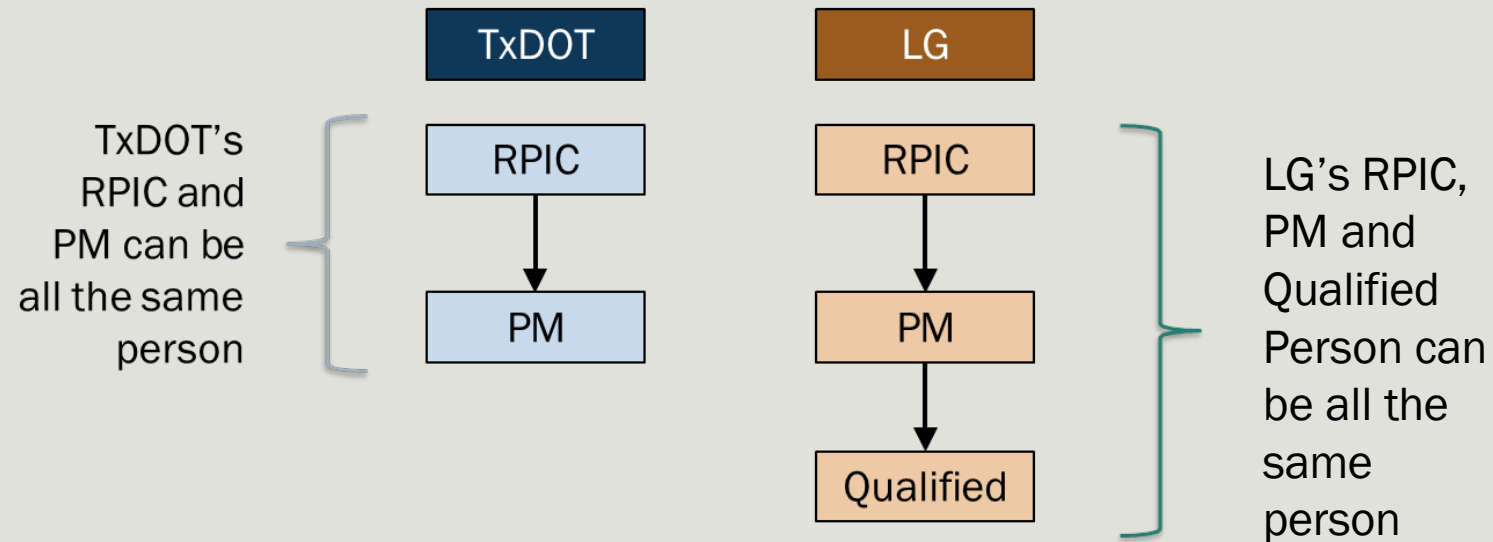 TxDOT
LG
TxDOT’s
RPIC and
PM can be
all the same
person
RPIC
PM
RPIC
PM
Qualified
LG’s RPIC,
PM and
Qualified
Person can
be all the
same
person